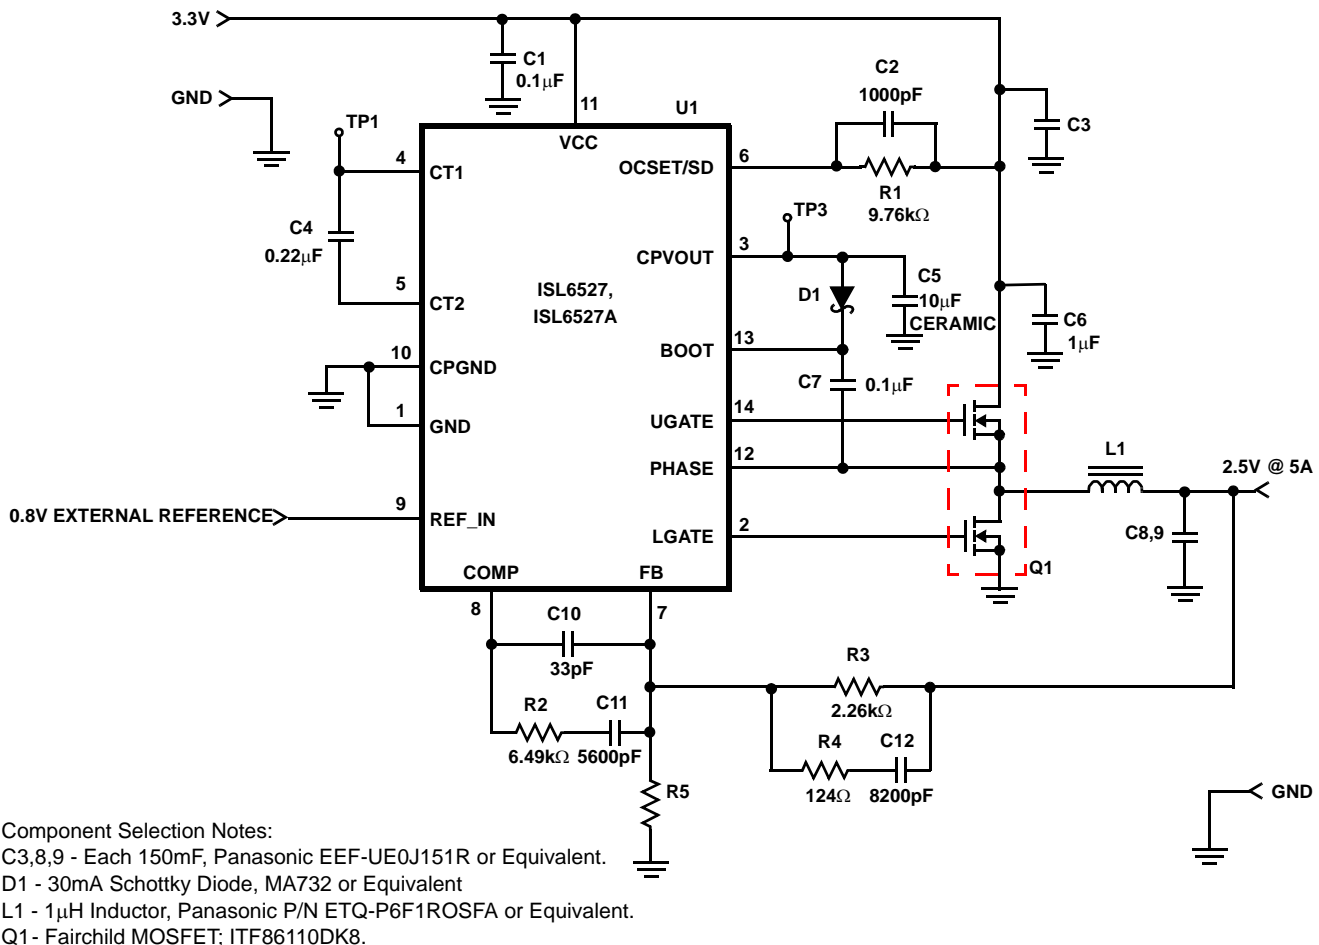 3.3V
C1
0.1μF
GND
TP1
11
U1
VCC
C2
1000pF
C3
4
CT1
OCSET/SD
6
R1
9.76kΩ
C4
0.22μF
TP3
CPVOUT
3
5
CT2
ISL6527,
ISL6527A
D1
C5
10μF
CERAMIC
C6
1μF
BOOT
13
10
CPGND
C7
0.1μF
1
GND
UGATE
14
PHASE
12
L1
2.5V @ 5A
0.8V EXTERNAL REFERENCE
9
REF_IN
LGATE
2
C8,9
Q1
COMP
FB
8
7
C10
33pF
R3
2.26kΩ
R2
6.49kΩ
C11
5600pF
R4
124Ω
C12
8200pF
R5
GND
Component Selection Notes:
C3,8,9 - Each 150mF, Panasonic EEF-UE0J151R or Equivalent.
D1 - 30mA Schottky Diode, MA732 or Equivalent
L1 - 1μH Inductor, Panasonic P/N ETQ-P6F1ROSFA or Equivalent.
Q1- Fairchild MOSFET; ITF86110DK8.